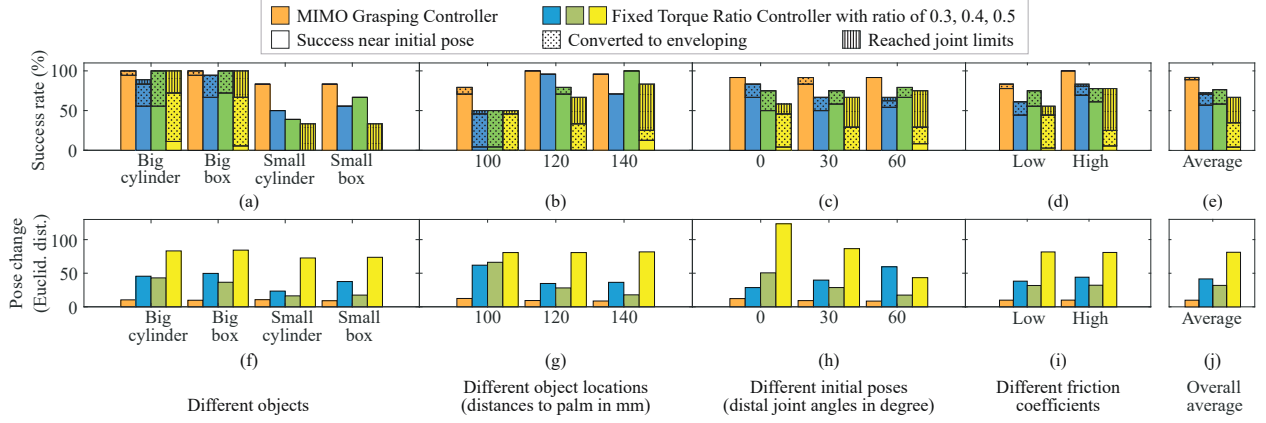 MIMO Grasping Controller
Fixed Torque Ratio Controller with ratio of 0.3, 0.4, 0.5
Success near initial pose
Converted to enveloping
Reached joint limits
Success rate (%)
100
50
0
Big cylinder
Big box
Small cylinder
Small box
100
120
140
0
30
60
Low
High
Average
(a)
(b)
(c)
(d)
(e)
Pose change
(Euclid. dist.)
100
50
0
Big cylinder
Big box
Small cylinder
Small box
100
120
140
0
30
60
Low
High
Average
(f)
(g)
(h)
(i)
(j)
Different objects
Different object locations
(distances to palm in mm)
Different initial poses
(distal joint angles in degree)
Different friction
coefficients
Overall
average